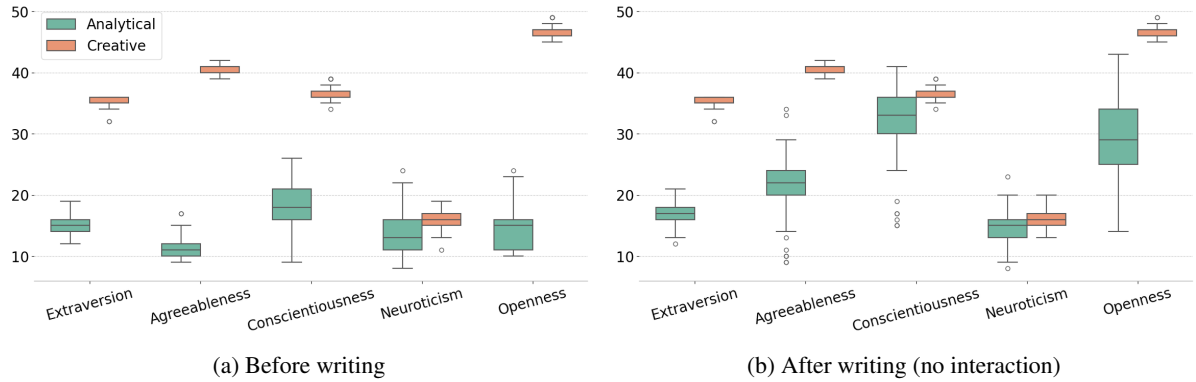 50
40
30
20
10
Analytical
Creative
Extraversion
Agreeableness
Conscientiousness
Neuroticism
Openness
(a) Before writing
50
40
30
20
10
Extraversion
Agreeableness
Conscientiousness
Neuroticism
Openness
(b) After writing (no interaction)